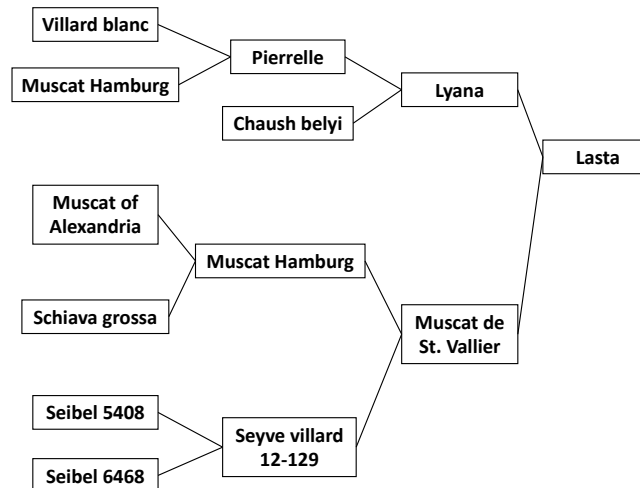 Villard blanc
Pierrelle
Muscat Hamburg
Lyana
Chaush belyi
Lasta
Muscat of
Alexandria
Muscat Hamburg
Schiava grossa
Muscat de
St. Vallier
Seibel 5408
Seyve villard
12-129
Seibel 6468